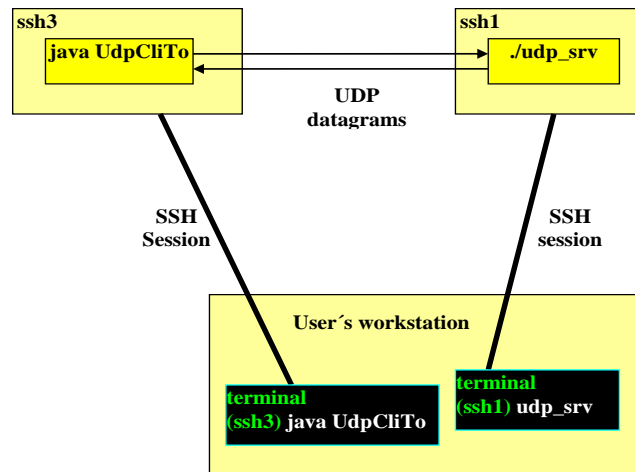 ssh3
java UdpCliTo
ssh1
./udp_srv
UDP
datagrams
SSH
Session
SSH
session
User´s workstation
terminal
(ssh3) java UdpCliTo
terminal
(ssh1) udp_srv